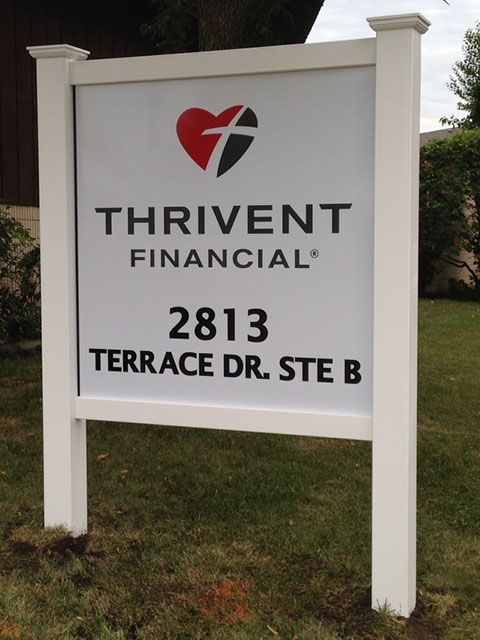 THRIVENT
FINANCIAL®
2813
TERRACE DR. STE B